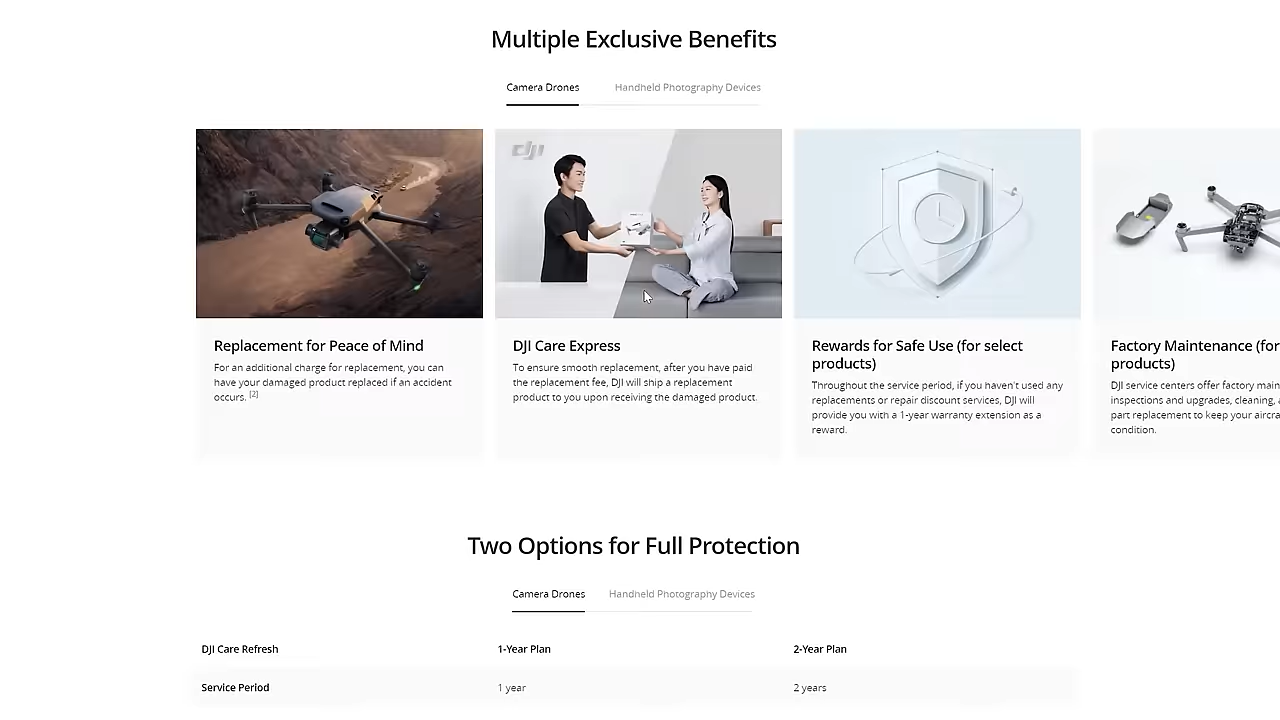 Multiple Exclusive Benefits
Camera Drones
Handheld Photography Devices
dji
Replacement for Peace of Mind
For an additional charge for replacement, you can
have your damaged product replaced if an accident
occurs. [2]
DJI Care Express
To ensure smooth replacement, after you have paid
the replacement fee, DJI will ship a replacement
product to you upon receiving the damaged product.
Rewards for Safe Use (for select
products)
Throughout the service period, if you haven't used any
replacements or repair discount services, DJI will
provide you with a 1-year warranty extension as a
reward.
Factory Maintenance (for
products)
DJI service centers offer factory main
inspections and upgrades, cleaning,
part replacement to keep your aircra
condition.
Two Options for Full Protection
Camera Drones
Handheld Photography Devices
DJI Care Refresh
1-Year Plan
2-Year Plan
Service Period
1 year
2 years